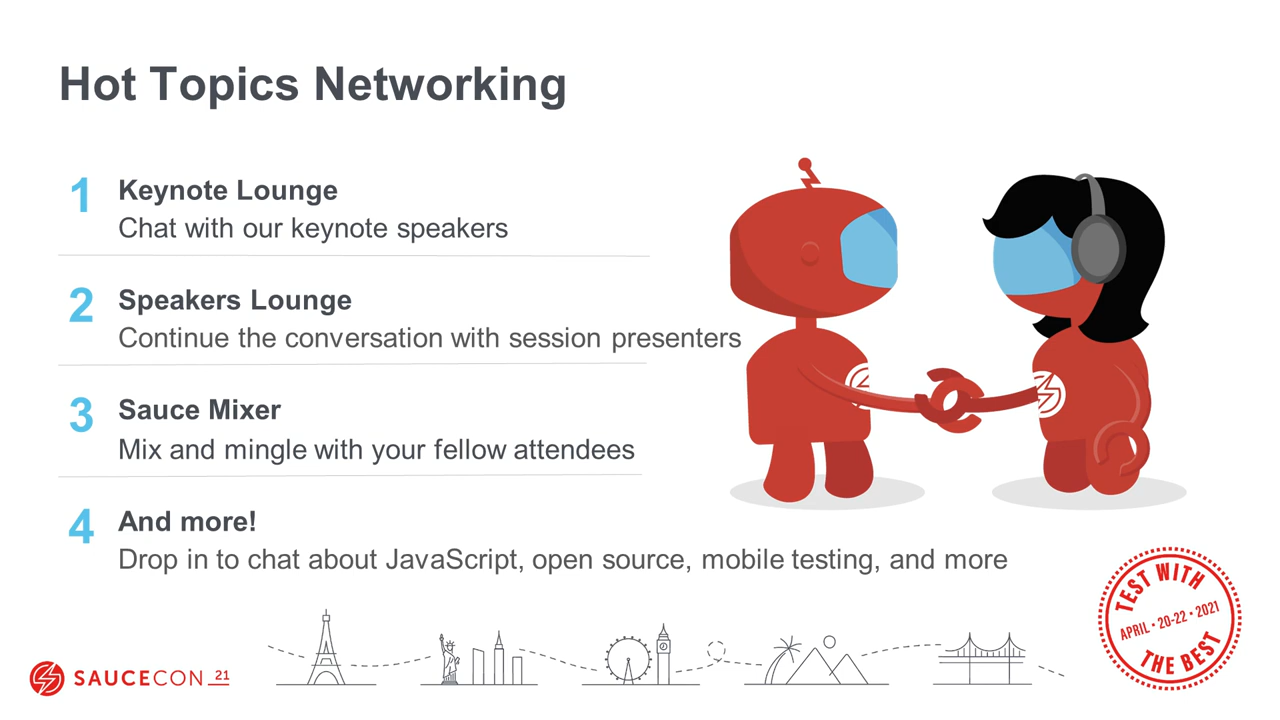 Hot Topics Networking
1 Keynote Lounge
Chat with our keynote speakers
2 Speakers Lounge
Continue the conversation with session presenters
3 Sauce Mixer
Mix and mingle with your fellow attendees
4 And more!
Drop in to chat about JavaScript, open source, mobile testing, and more
TEST WITH
APRIL • 20-22 • 2021
THE BEST
SAUCECON 21